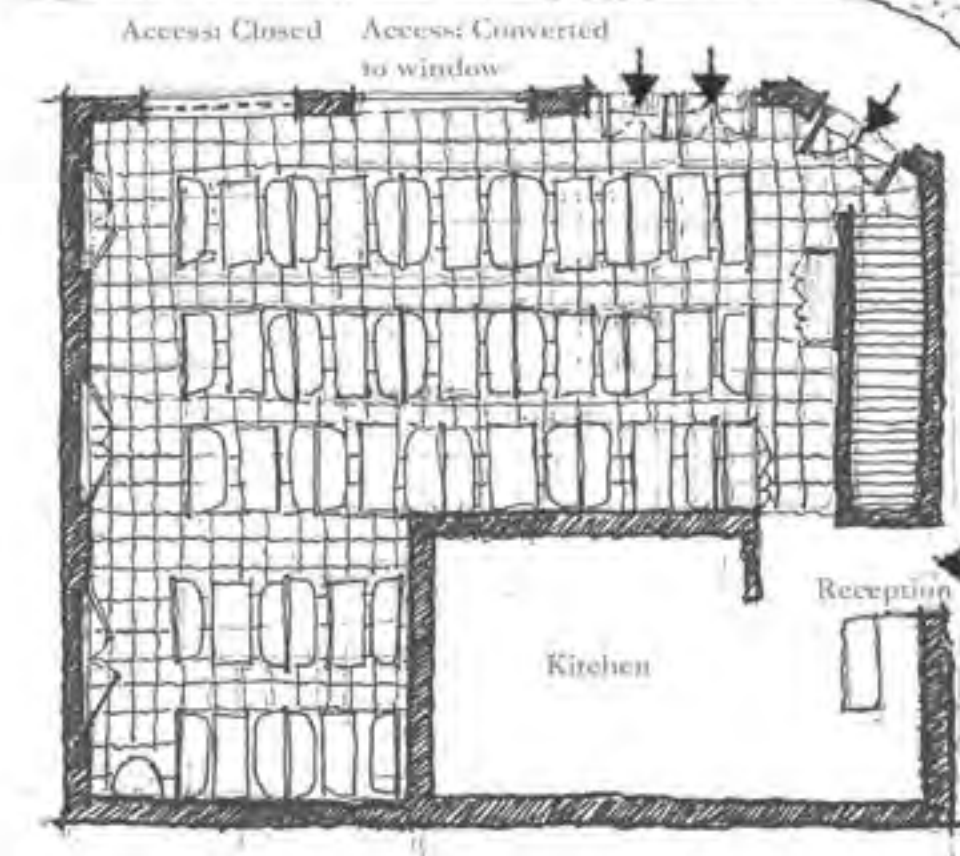 Access: Closed
Access: Converted
to window
Reception
Kitchen